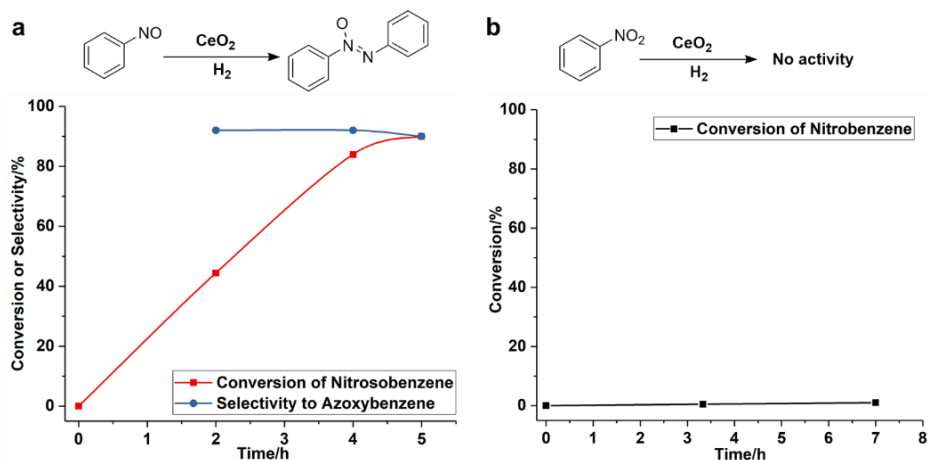 a
NO
CeO2
H2
O
N
N
Conversion or Selectivity/%
100
80
60
40
20
0
0 1 2 3 4 5
Time/h
Conversion of Nitrosobenzene
Selectivity to Azoxybenzene
b
NO2
CeO2
H2
No activity
Conversion/%
100
80
60
40
20
0
0 1 2 3 4 5 6 7 8
Time/h
Conversion of Nitrobenzene